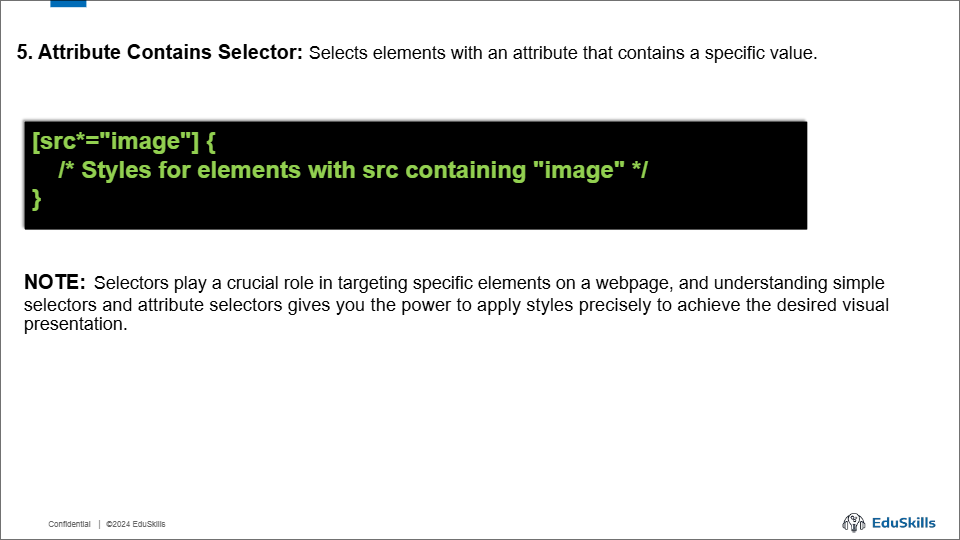 5. Attribute Contains Selector: Selects elements with an attribute that contains a specific value.
[src*="image"] {
    /* Styles for elements with src containing "image" */
}
NOTE: Selectors play a crucial role in targeting specific elements on a webpage, and understanding simple
selectors and attribute selectors gives you the power to apply styles precisely to achieve the desired visual
presentation.
Confidential | ©2024 EduSkills
EduSkills